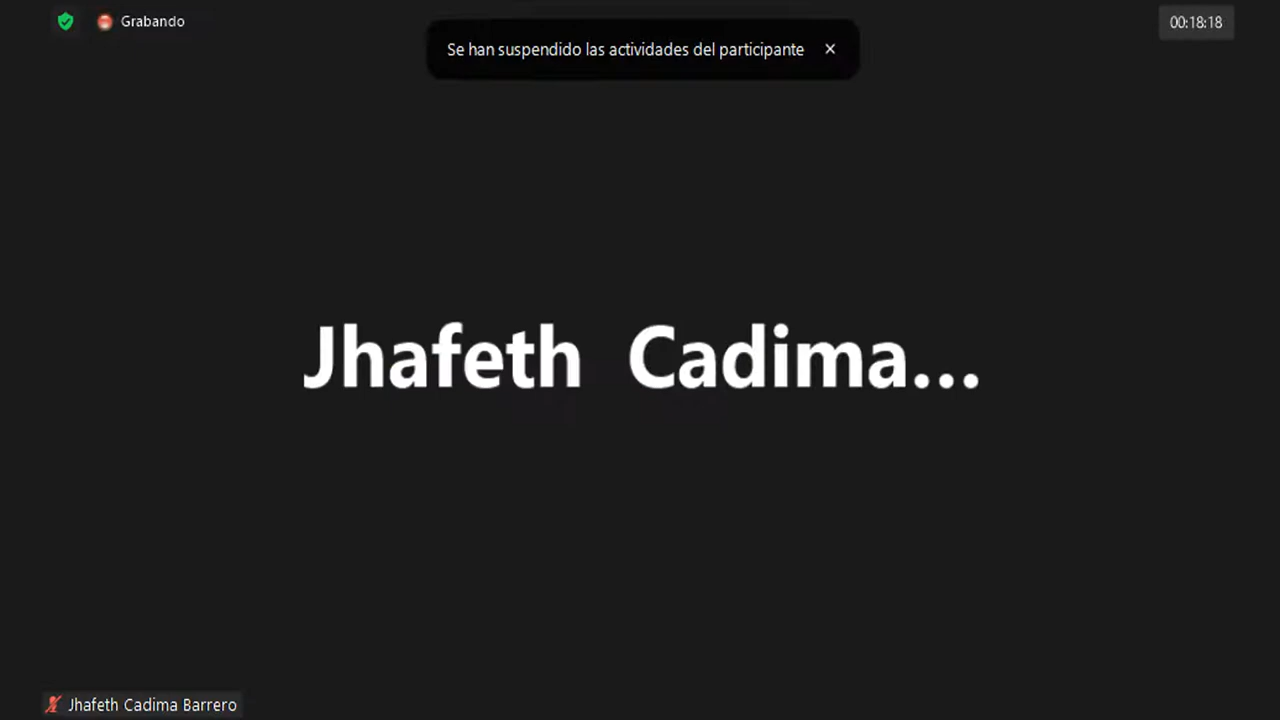 Grabando
00:18:18
Se han suspendido las actividades del participante ×
Jhafeth Cadima...
Jhafeth Cadima Barrero